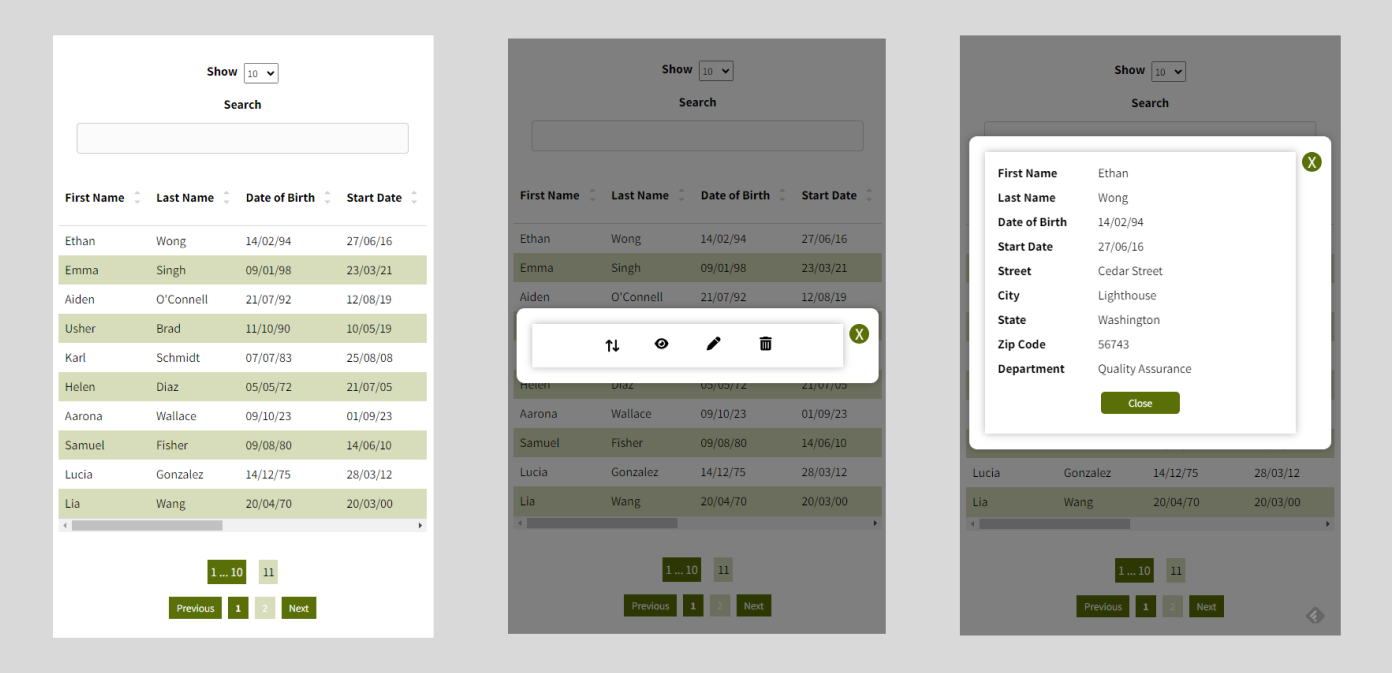 Show 10
Search
First Name Last Name Date of Birth Start Date
Ethan Wong 14/02/94 27/06/16
Emma Singh 09/01/98 23/03/21
Aiden O'Connell 21/07/92 12/08/19
Usher Brad 11/10/90 10/05/19
Karl Schmidt 07/07/83 25/08/08
Helen Diaz 05/05/72 21/07/05
Aarona Wallace 09/10/23 01/09/23
Samuel Fisher 09/08/80 14/06/10
Lucia Gonzalez 14/12/75 28/03/12
Lia Wang 20/04/70 20/03/00
1 ... 10 11
Previous 1 2 Next
Show 10
Search
First Name Last Name Date of Birth Start Date
Ethan Wong 14/02/94 27/06/16
Emma Singh 09/01/98 23/03/21
Aiden O'Connell 21/07/92 12/08/19
X
Helen Diaz 05/05/72 21/07/05
Aarona Wallace 09/10/23 01/09/23
Samuel Fisher 09/08/80 14/06/10
Lucia Gonzalez 14/12/75 28/03/12
Lia Wang 20/04/70 20/03/00
1 ... 10 11
Previous 1 2 Next
Show 10
Search
X
First Name Ethan
Last Name Wong
Date of Birth 14/02/94
Start Date 27/06/16
Street Cedar Street
City Lighthouse
State Washington
Zip Code 56743
Department Quality Assurance
Close
Lucia Gonzalez 14/12/75 28/03/12
Lia Wang 20/04/70 20/03/00
1 ... 10 11
Previous 1 2 Next